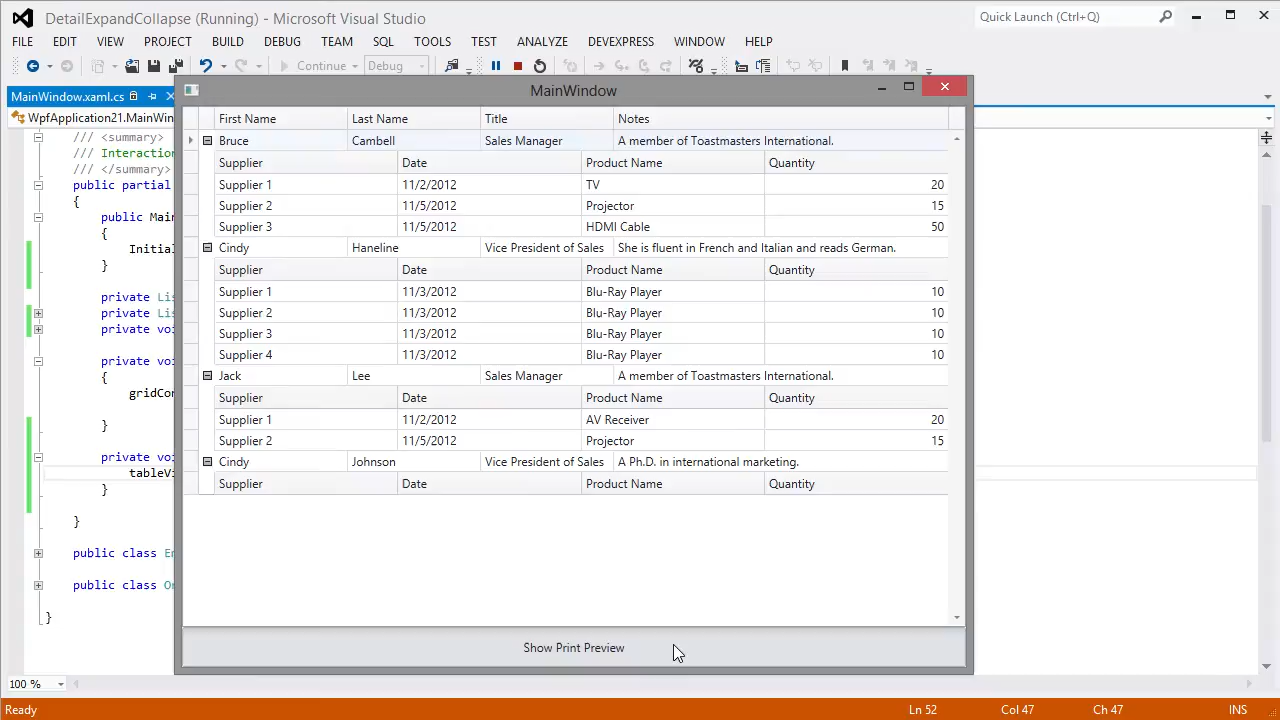 DetailExpandCollapse (Running) - Microsoft Visual Studio
Quick Launch (Ctrl+Q)
FILE EDIT VIEW PROJECT BUILD DEBUG TEAM SQL TOOLS TEST ANALYZE DEVEXPRESS WINDOW HELP
Continue Debug
MainWindow.xaml.cs
WpfApplication21.MainWin
/// <summary>
/// Interaction
/// </summary>
public partial
{
public Mai
{
Initial
}
private Lis
private Lis
private voi
private voi
{
gridCon
}
private voi
tableVi
}
}
public class Em
public class Or
}
MainWindow
First Name Last Name Title Notes
Bruce Cambell Sales Manager A member of Toastmasters International.
Supplier Date Product Name Quantity
Supplier 1 11/2/2012 TV 20
Supplier 2 11/5/2012 Projector 15
Supplier 3 11/5/2012 HDMI Cable 50
Cindy Haneline Vice President of Sales She is fluent in French and Italian and reads German.
Supplier Date Product Name Quantity
Supplier 1 11/3/2012 Blu-Ray Player 10
Supplier 2 11/3/2012 Blu-Ray Player 10
Supplier 3 11/3/2012 Blu-Ray Player 10
Supplier 4 11/3/2012 Blu-Ray Player 10
Jack Lee Sales Manager A member of Toastmasters International.
Supplier Date Product Name Quantity
Supplier 1 11/2/2012 AV Receiver 20
Supplier 2 11/5/2012 Projector 15
Cindy Johnson Vice President of Sales A Ph.D. in international marketing.
Supplier Date Product Name Quantity
Show Print Preview
100 %
Ready Ln 52 Col 47 Ch 47 INS